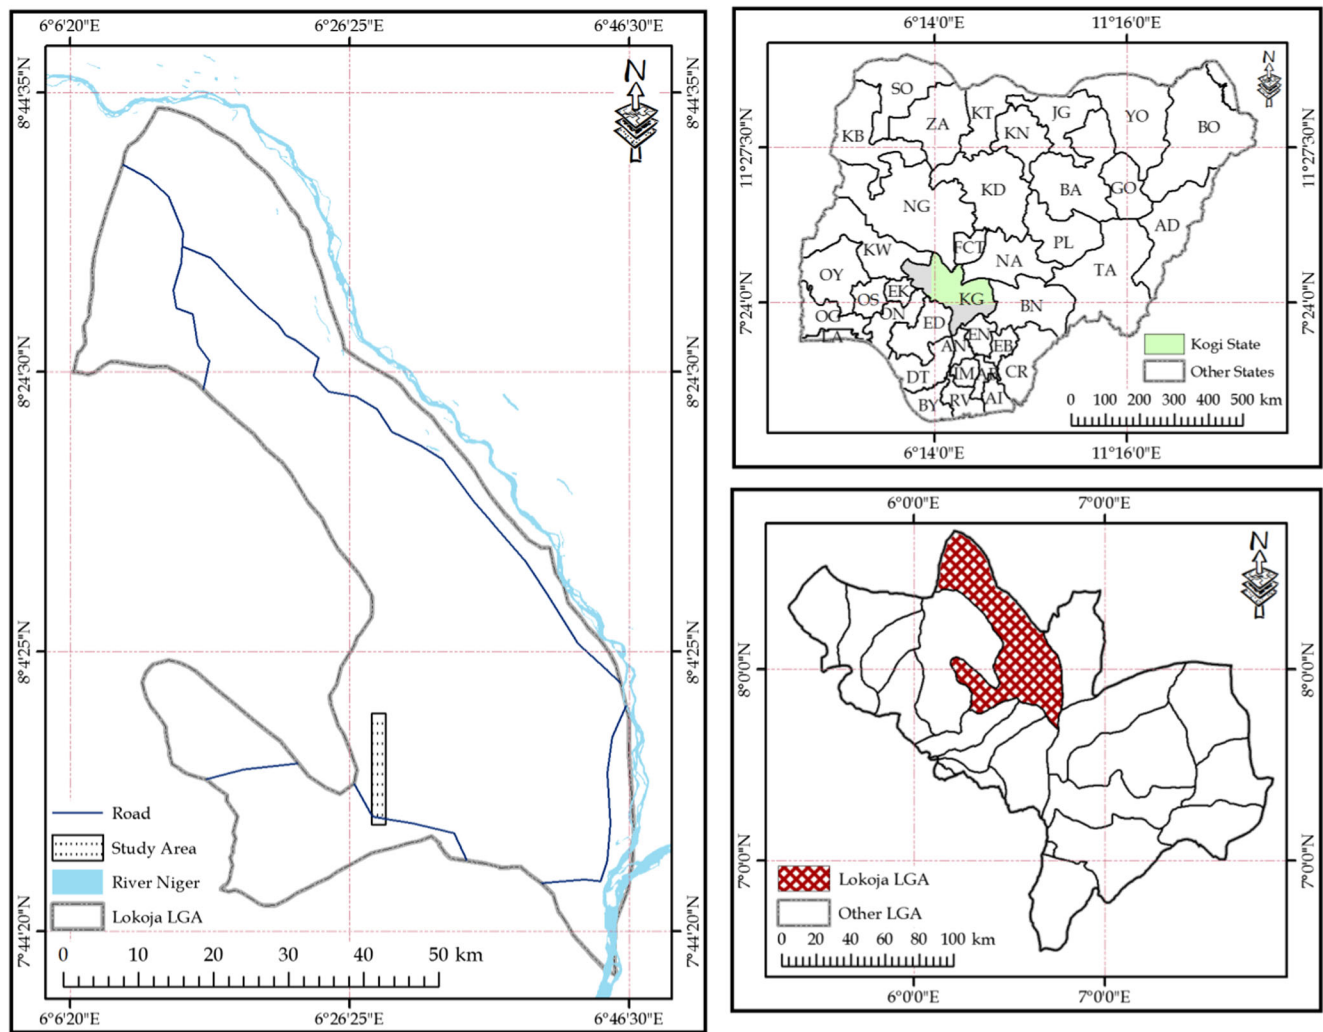 6°6'20"E 6°26'25"E 6°46'30"E
8°44'35"N 8°44'35"N
N
8°24'30"N 8°24'30"N
8°4'25"N 8°4'25"N
7°44'20"N 7°44'20"N
Road
Study Area
River Niger
Lokoja LGA
0 10 20 30 40 50 km
6°6'20"E 6°26'25"E 6°46'30"E
6°14'0"E 11°16'0"E
N
11°27'30"N 11°27'30"N
7°24'0"N 7°24'0"N
SO
KT JG YO
ZA KN BO
KB
KD BA GO
NG
AD
KW FCT PL
NA TA
OY
EK KG
OS BN
OG ON ED
LA EN
AN EB
DT IM CR
BY RV AI
Kogi State
Other States
0 100 200 300 400 500 km
6°14'0"E 11°16'0"E
6°0'0"E 7°0'0"E
N
8°0'0"N 8°0'0"N
7°0'0"N 7°0'0"N
Lokoja LGA
Other LGA
0 20 40 60 80 100 km
6°0'0"E 7°0'0"E